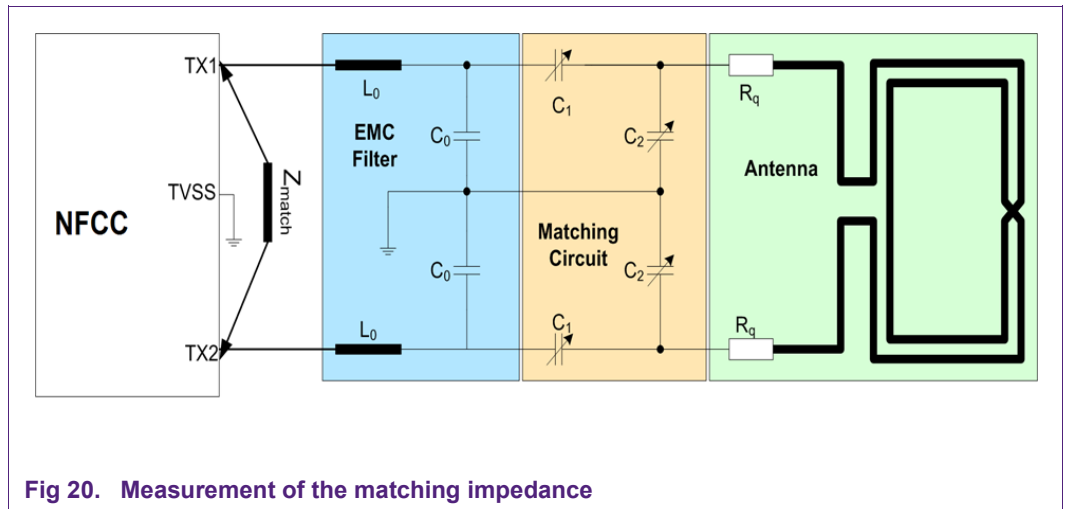 NFCC
TX1
TVSS
TX2
Zmatch
L0
EMC
Filter
C0
C0
L0
C1
C2
Matching
Circuit
C2
C1
Rq
Antenna
Rq
Fig 20. Measurement of the matching impedance